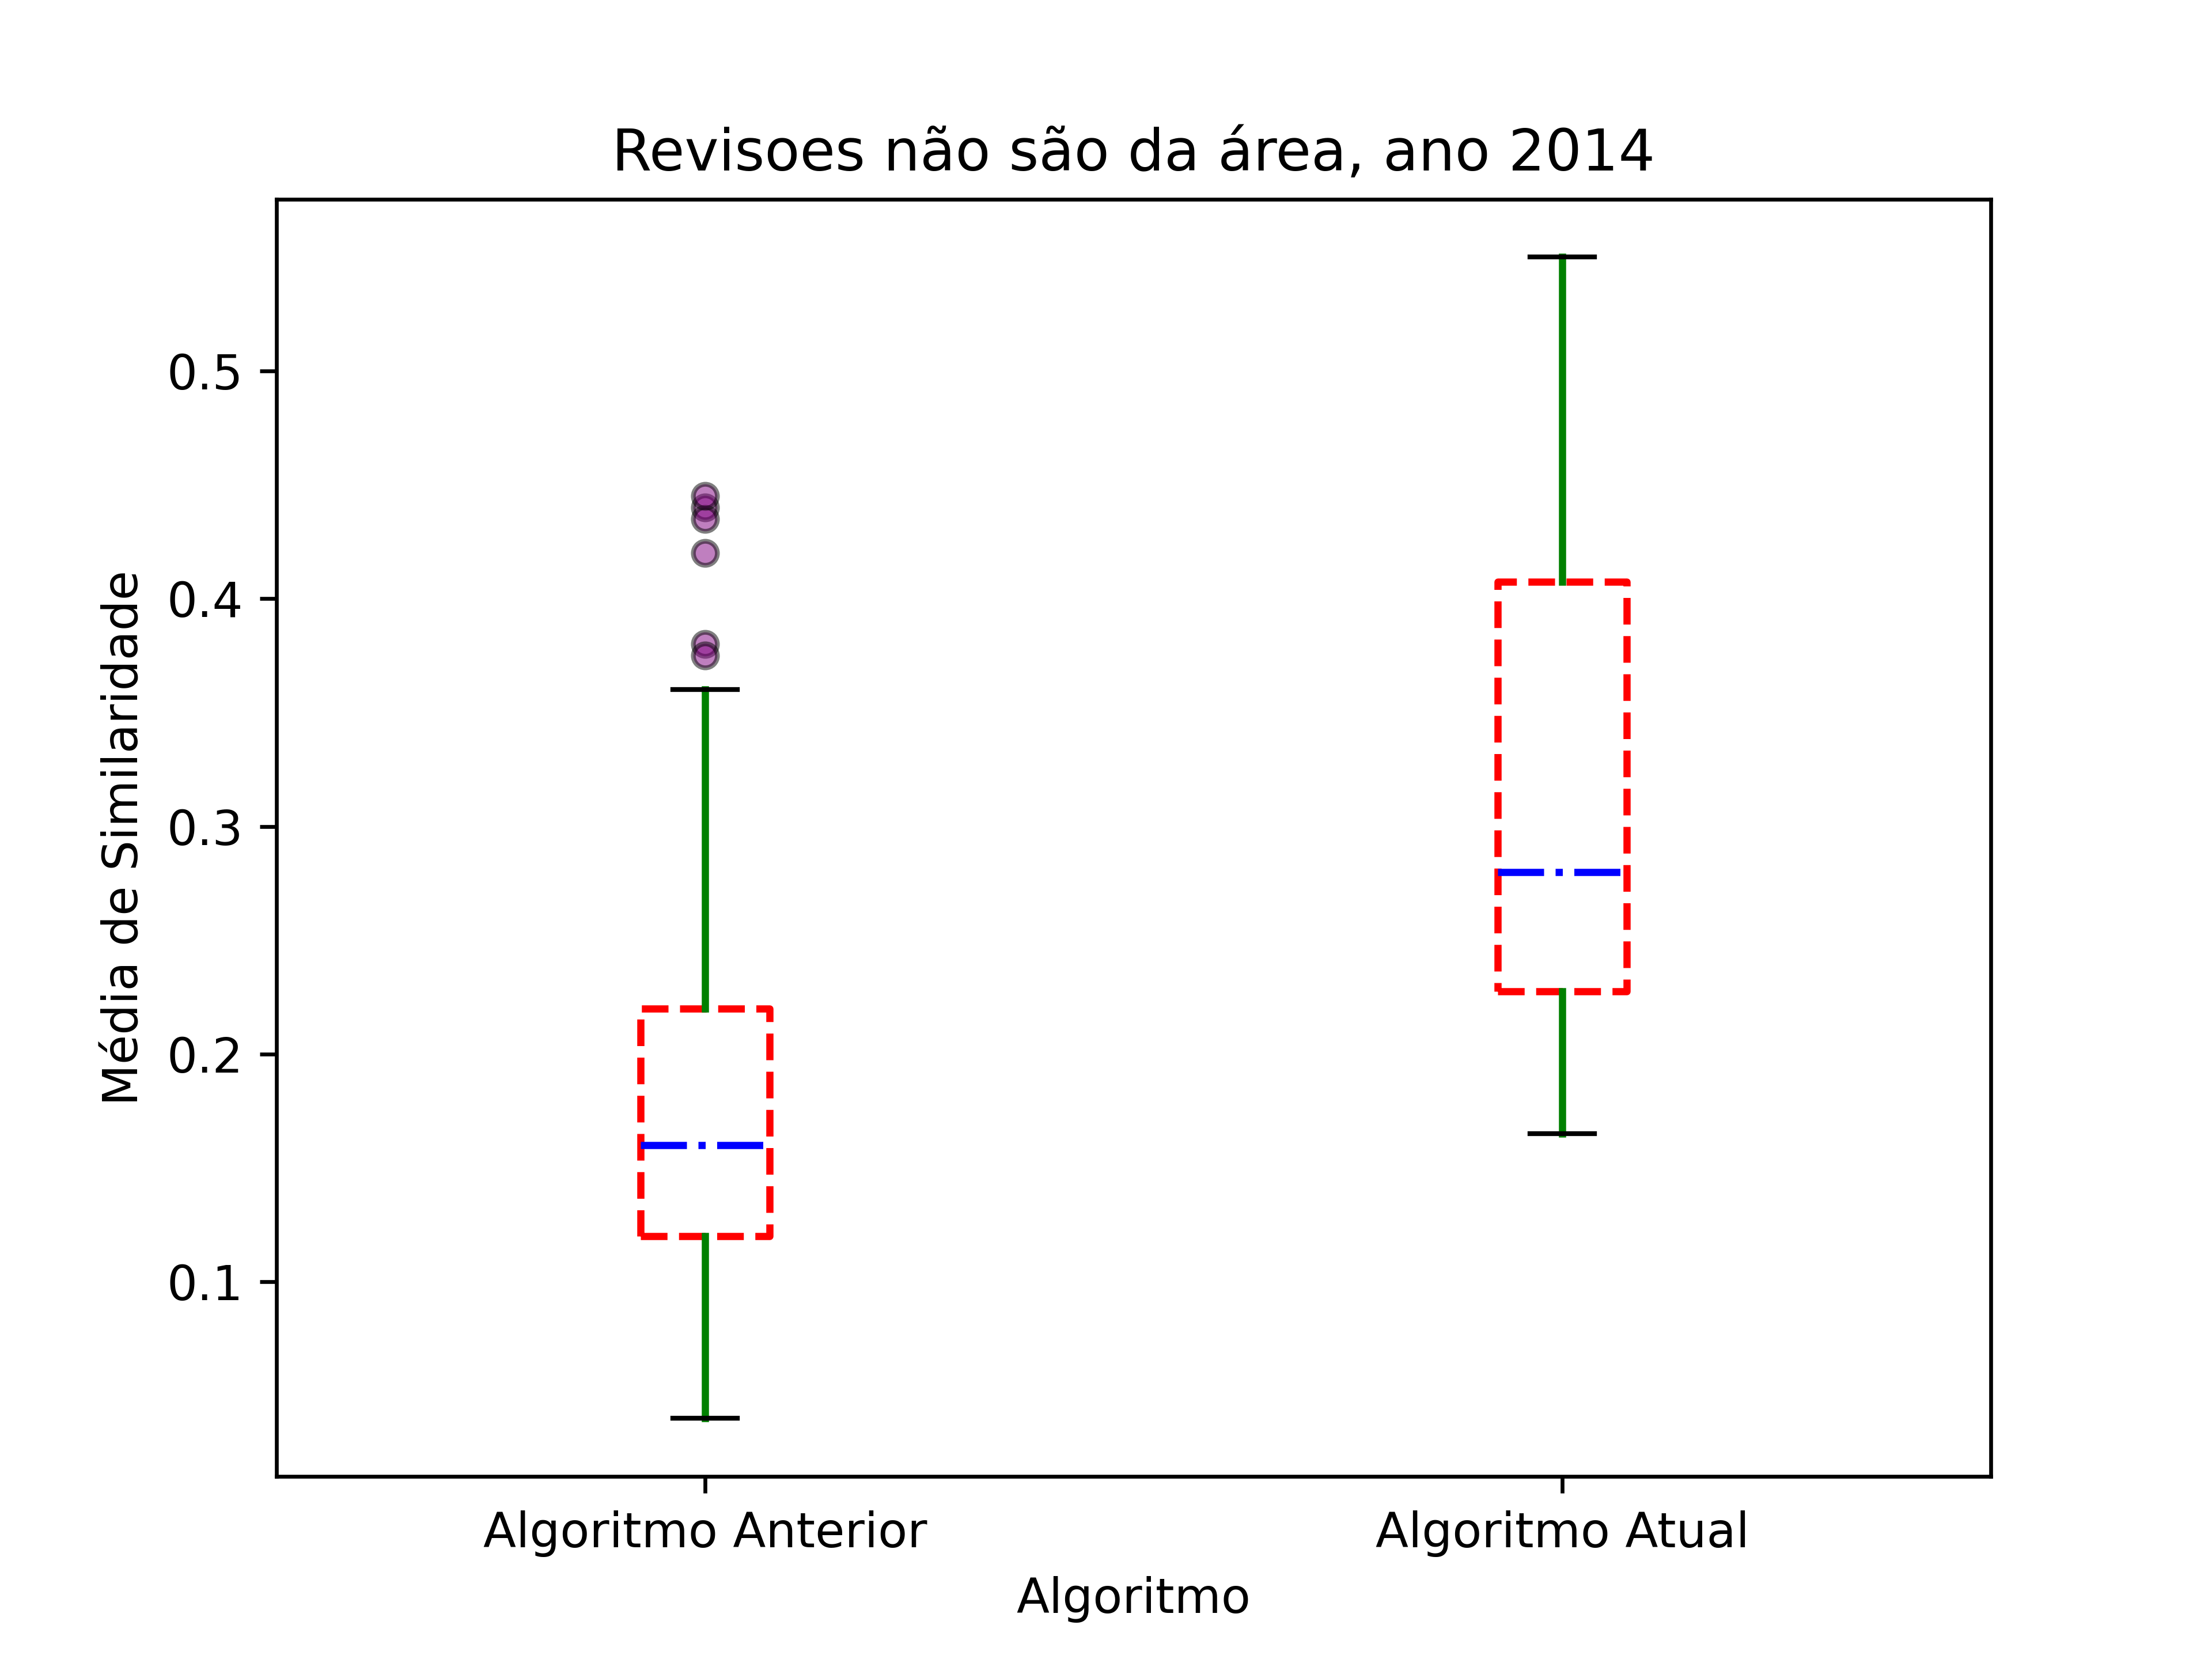 Revisoes não são da área, ano 2014
Média de Similaridade
0.5
0.4
0.3
0.2
0.1
Algoritmo Anterior
Algoritmo Atual
Algoritmo